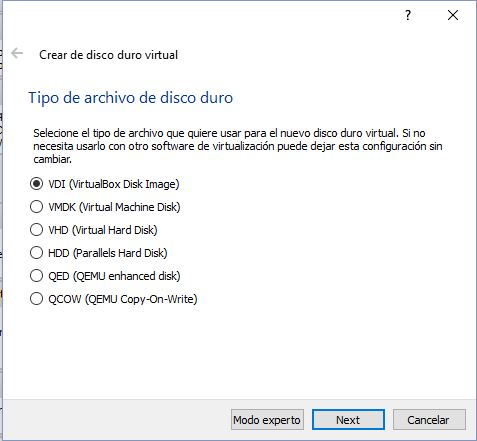 ?
Crear de disco duro virtual
Tipo de archivo de disco duro
Selecione el tipo de archivo que quiere usar para el nuevo disco duro virtual. Si no
necesita usarlo con otro software de virtualización puede dejar esta configuración sin
cambiar.
VDI (VirtualBox Disk Image)
VMDK (Virtual Machine Disk)
VHD (Virtual Hard Disk)
HDD (Parallels Hard Disk)
QED (QEMU enhanced disk)
QCOW (QEMU Copy-On-Write)
Modo experto Next Cancelar